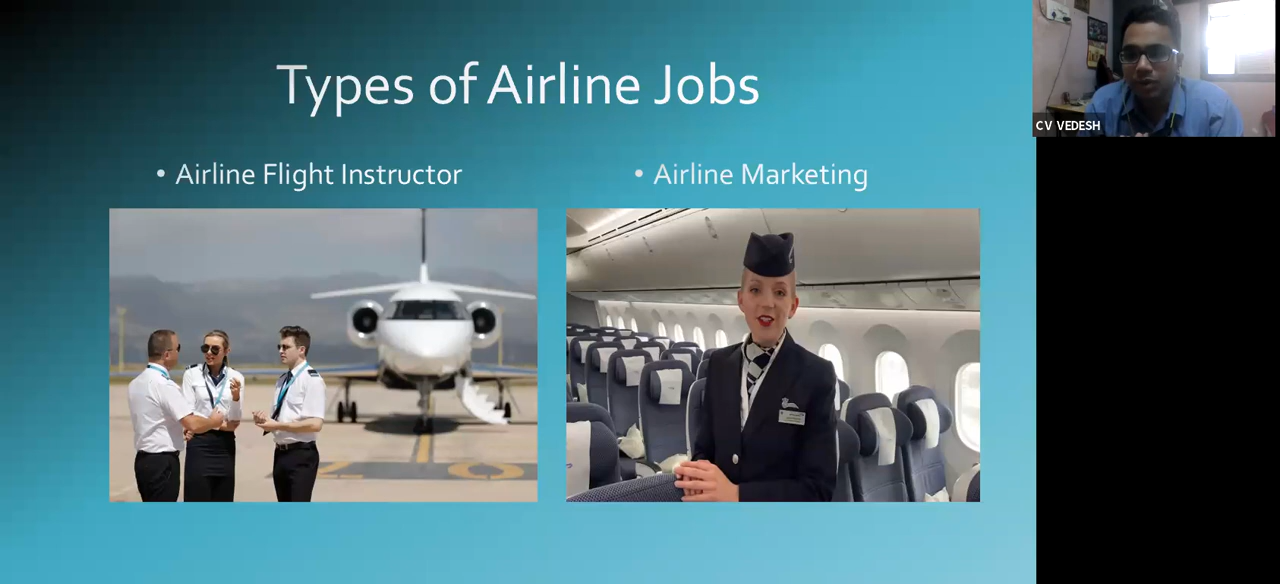 Types of Airline Jobs
• Airline Flight Instructor
• Airline Marketing
CV VEDESH